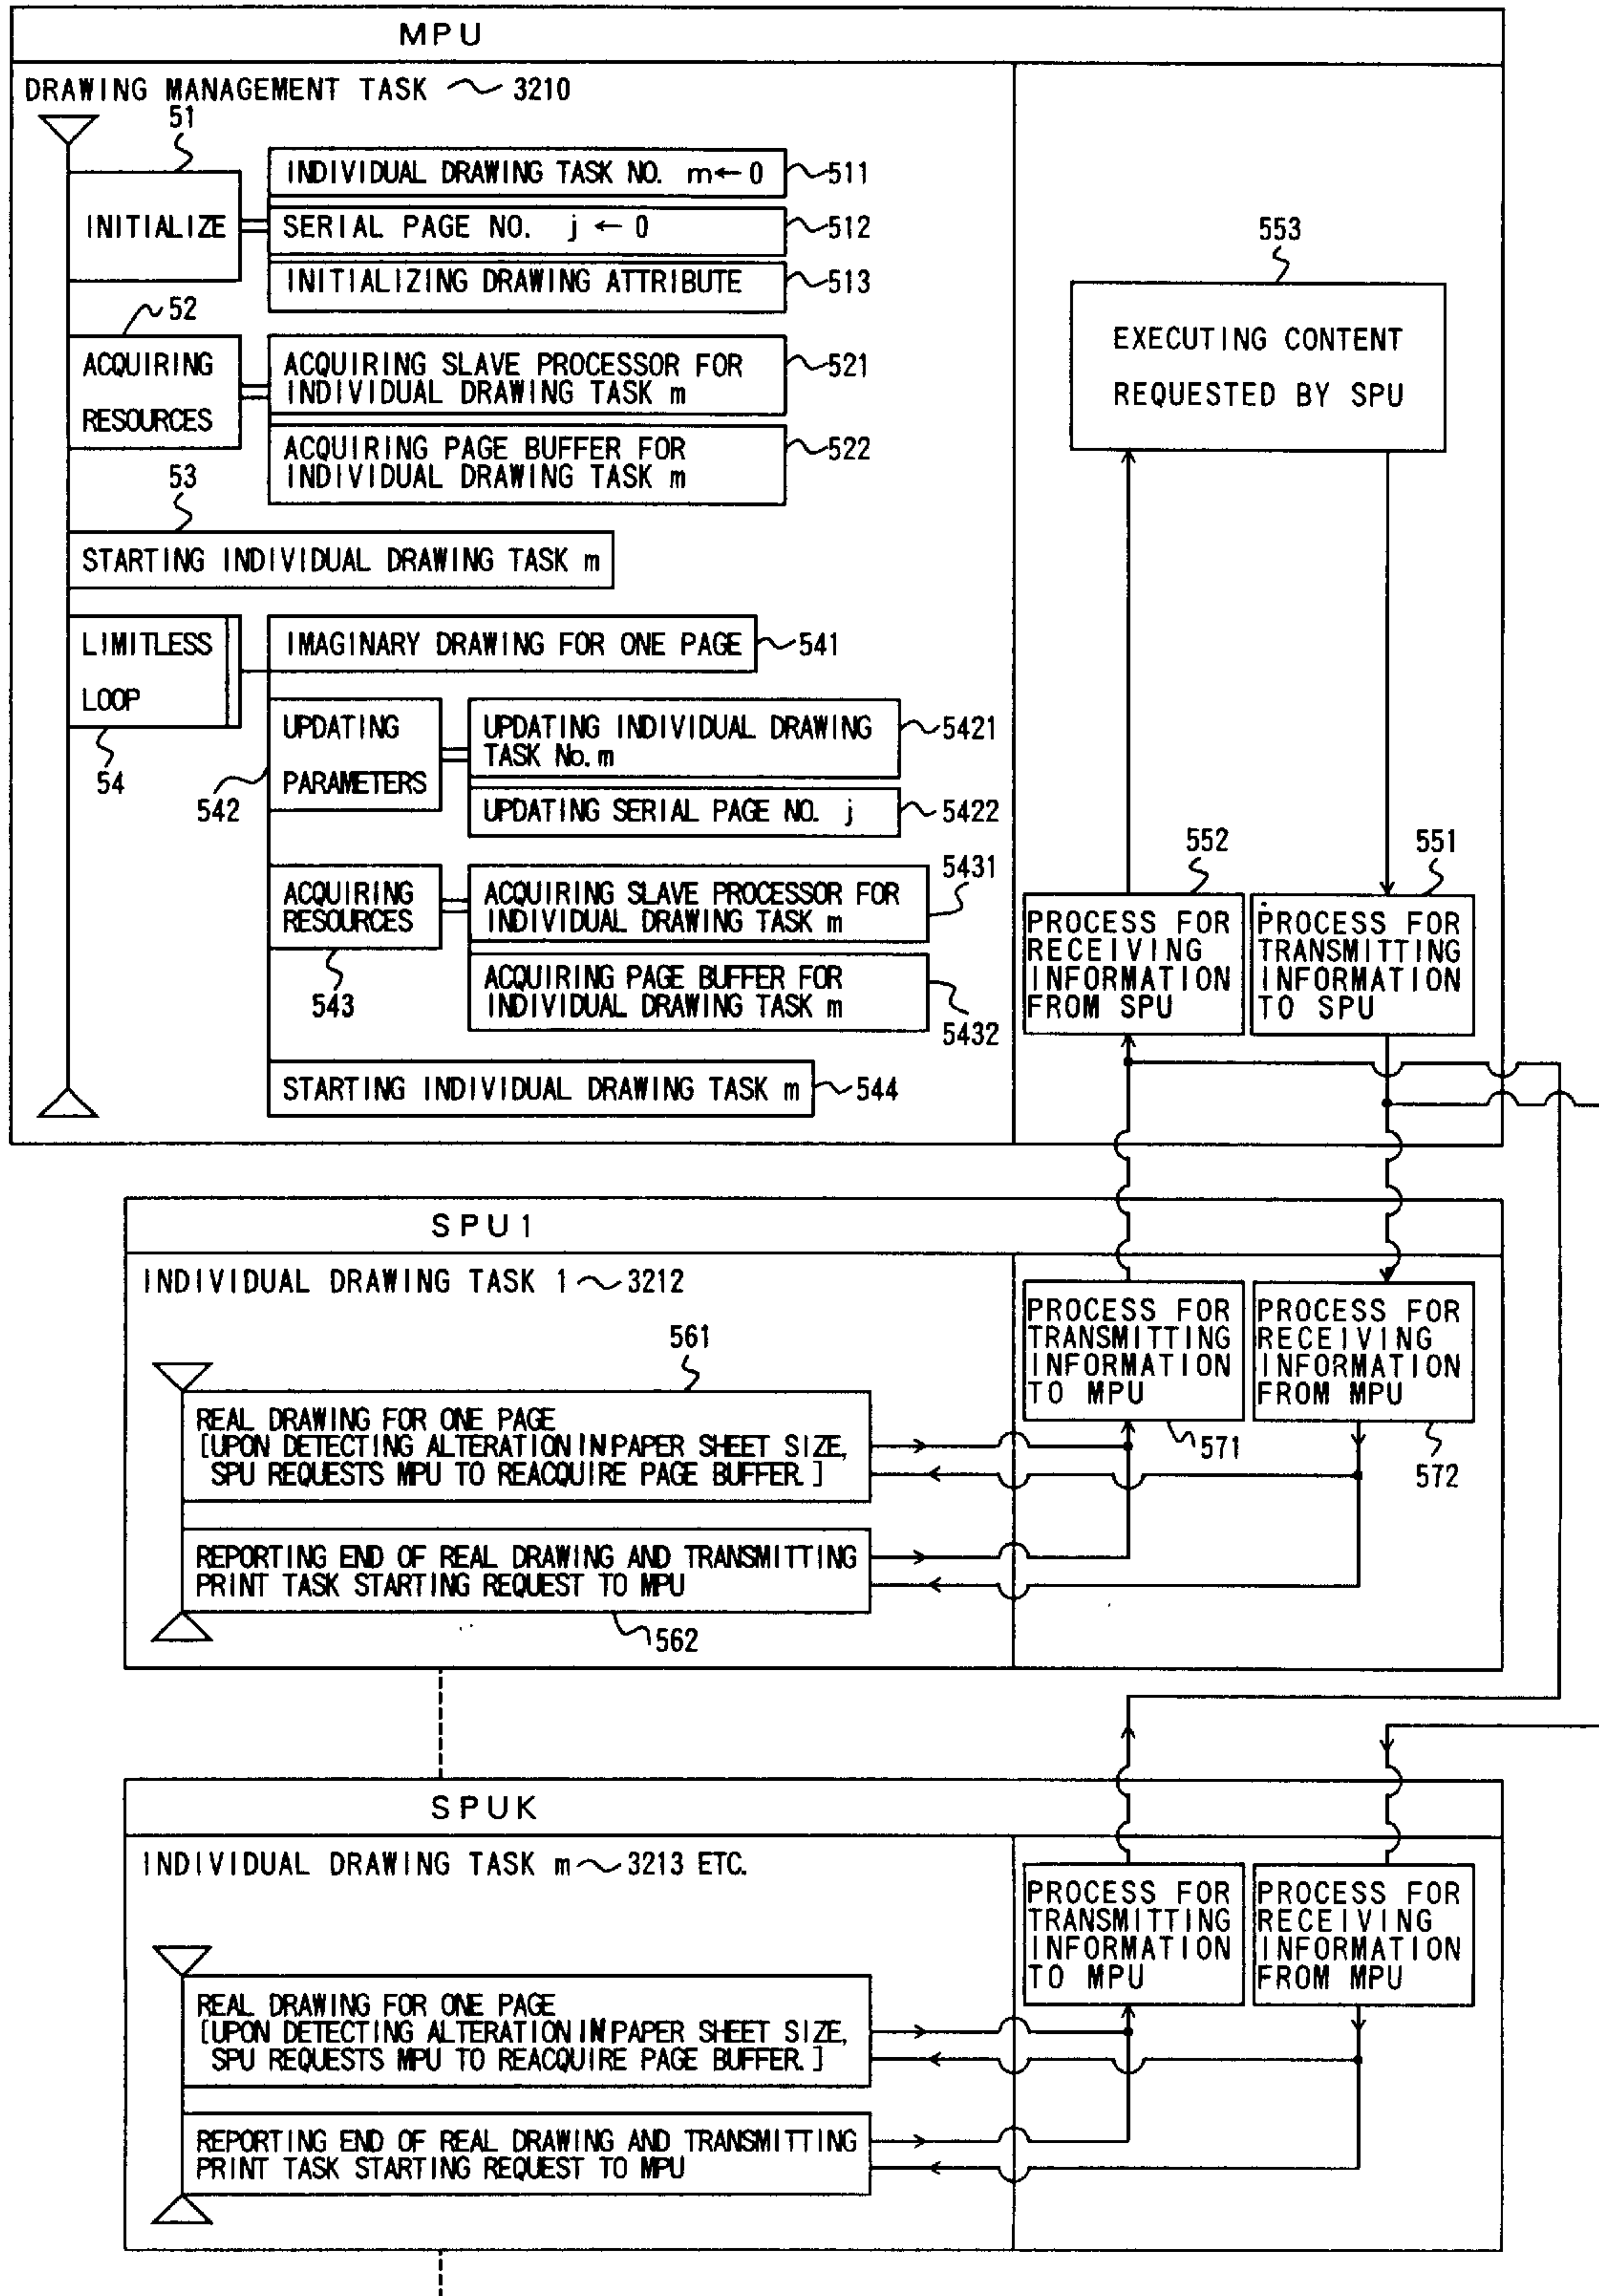 MPU
DRAWING MANAGEMENT TASK 3210
51
INITIALIZE
INDIVIDUAL DRAWING TASK NO. m←0
511
SERIAL PAGE NO. j ←0
512
INITIALIZING DRAWING ATTRIBUTE
513
52
ACQUIRING
RESOURCES
ACQUIRING SLAVE PROCESSOR FOR
INDIVIDUAL DRAWING TASK m
521
ACQUIRING PAGE BUFFER FOR
INDIVIDUAL DRAWING TASK m
522
53
STARTING INDIVIDUAL DRAWING TASK m
LIMITLESS
LOOP
54
IMAGINARY DRAWING FOR ONE PAGE
541
UPDATING
PARAMETERS
542
UPDATING INDIVIDUAL DRAWING
TASK No. m
5421
UPDATING SERIAL PAGE NO. j
5422
ACQUIRING
RESOURCES
543
ACQUIRING SLAVE PROCESSOR FOR
INDIVIDUAL DRAWING TASK m
5431
ACQUIRING PAGE BUFFER FOR
INDIVIDUAL DRAWING TASK m
5432
STARTING INDIVIDUAL DRAWING TASK m
544
553
EXECUTING CONTENT
REQUESTED BY SPU
552
PROCESS FOR
RECEIVING
INFORMATION
FROM SPU
551
PROCESS FOR
TRANSMITTING
INFORMATION
TO SPU
SPU1
INDIVIDUAL DRAWING TASK 1 3212
561
REAL DRAWING FOR ONE PAGE
[UPON DETECTING ALTERATION IN PAPER SHEET SIZE,
SPU REQUESTS MPU TO REACQUIRE PAGE BUFFER.]
REPORTING END OF REAL DRAWING AND TRANSMITTING
PRINT TASK STARTING REQUEST TO MPU
562
PROCESS FOR
TRANSMITTING
INFORMATION
TO MPU
571
PROCESS FOR
RECEIVING
INFORMATION
FROM MPU
572
SPUK
INDIVIDUAL DRAWING TASK m 3213 ETC.
REAL DRAWING FOR ONE PAGE
[UPON DETECTING ALTERATION IN PAPER SHEET SIZE,
SPU REQUESTS MPU TO REACQUIRE PAGE BUFFER.]
REPORTING END OF REAL DRAWING AND TRANSMITTING
PRINT TASK STARTING REQUEST TO MPU
PROCESS FOR
TRANSMITTING
INFORMATION
TO MPU
PROCESS FOR
RECEIVING
INFORMATION
FROM MPU